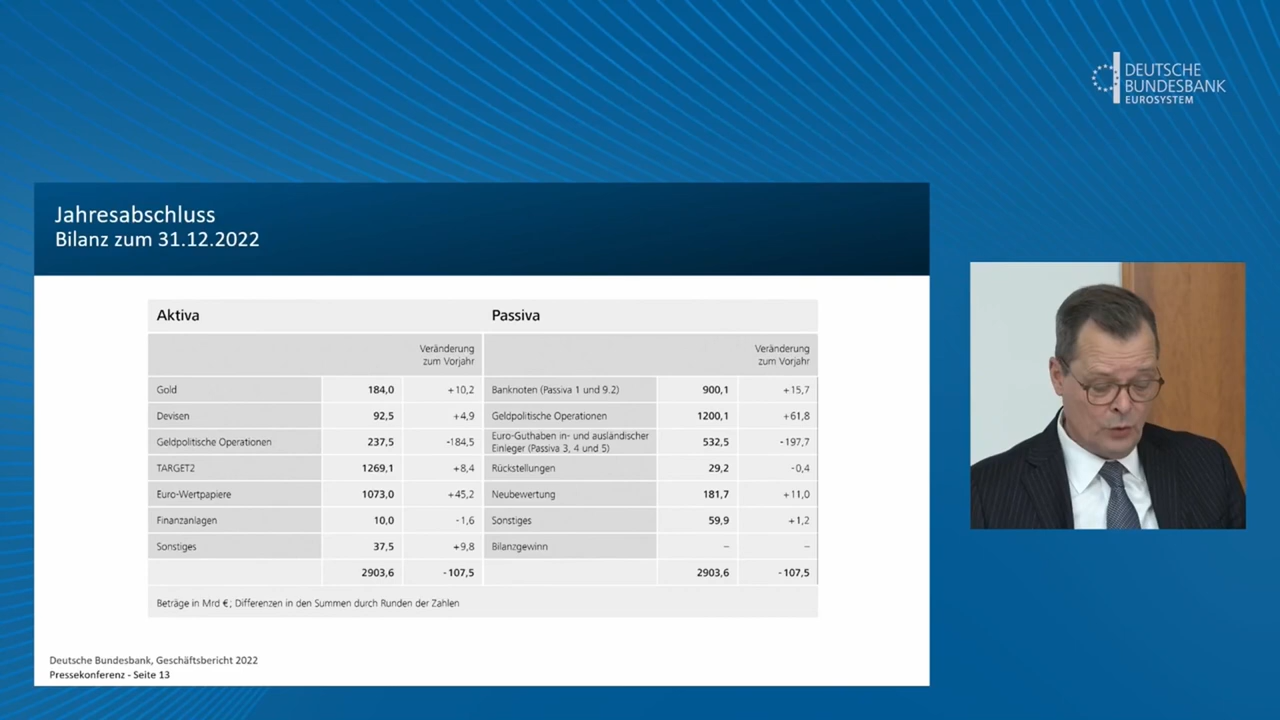 DEUTSCHE
BUNDESBANK
EUROSYSTEM
Jahresabschluss
Bilanz zum 31.12.2022
Aktiva Passiva
Veränderung zum Vorjahr Veränderung zum Vorjahr
Gold 184,0 +10,2 Banknoten (Passiva 1 und 9.2) 900,1 +15,7
Devisen 92,5 +4,9 Geldpolitische Operationen 1200,1 +61,8
Geldpolitische Operationen 237,5 -184,5 Euro-Guthaben in- und ausländischer Einleger (Passiva 3, 4 und 5) 532,5 -197,7
TARGET2 1269,1 +8,4 Rückstellungen 29,2 -0,4
Euro-Wertpapiere 1073,0 +45,2 Neubewertung 181,7 +11,0
Finanzanlagen 10,0 -1,6 Sonstiges 59,9 +1,2
Sonstiges 37,5 +9,8 Bilanzgewinn – –
2903,6 -107,5 2903,6 -107,5
Beträge in Mrd €; Differenzen in den Summen durch Runden der Zahlen
Deutsche Bundesbank, Geschäftsbericht 2022
Pressekonferenz - Seite 13